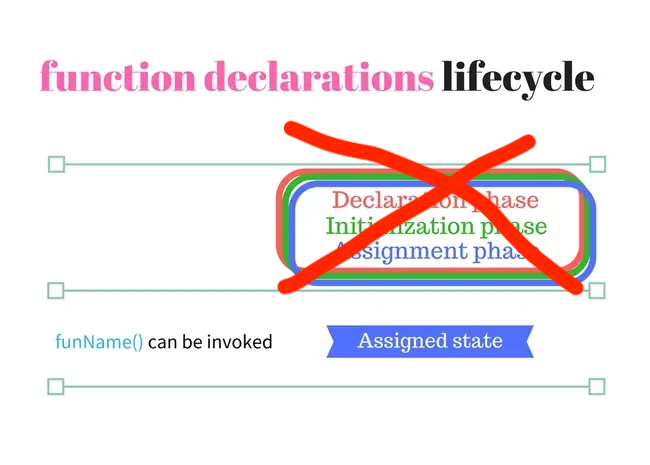 function declarations lifecycle
Declaration phase
Initialization phase
Assignment phase
funName() can be invoked
Assigned state